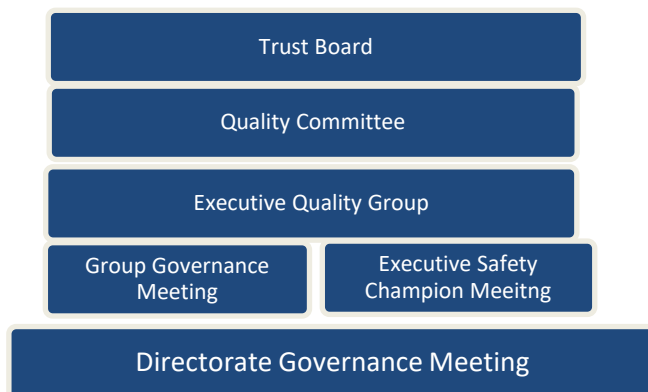 Trust Board
Quality Committee
Executive Quality Group
Group Governance
Meeting
Executive Safety
Champion Meeitng
Directorate Governance Meeting